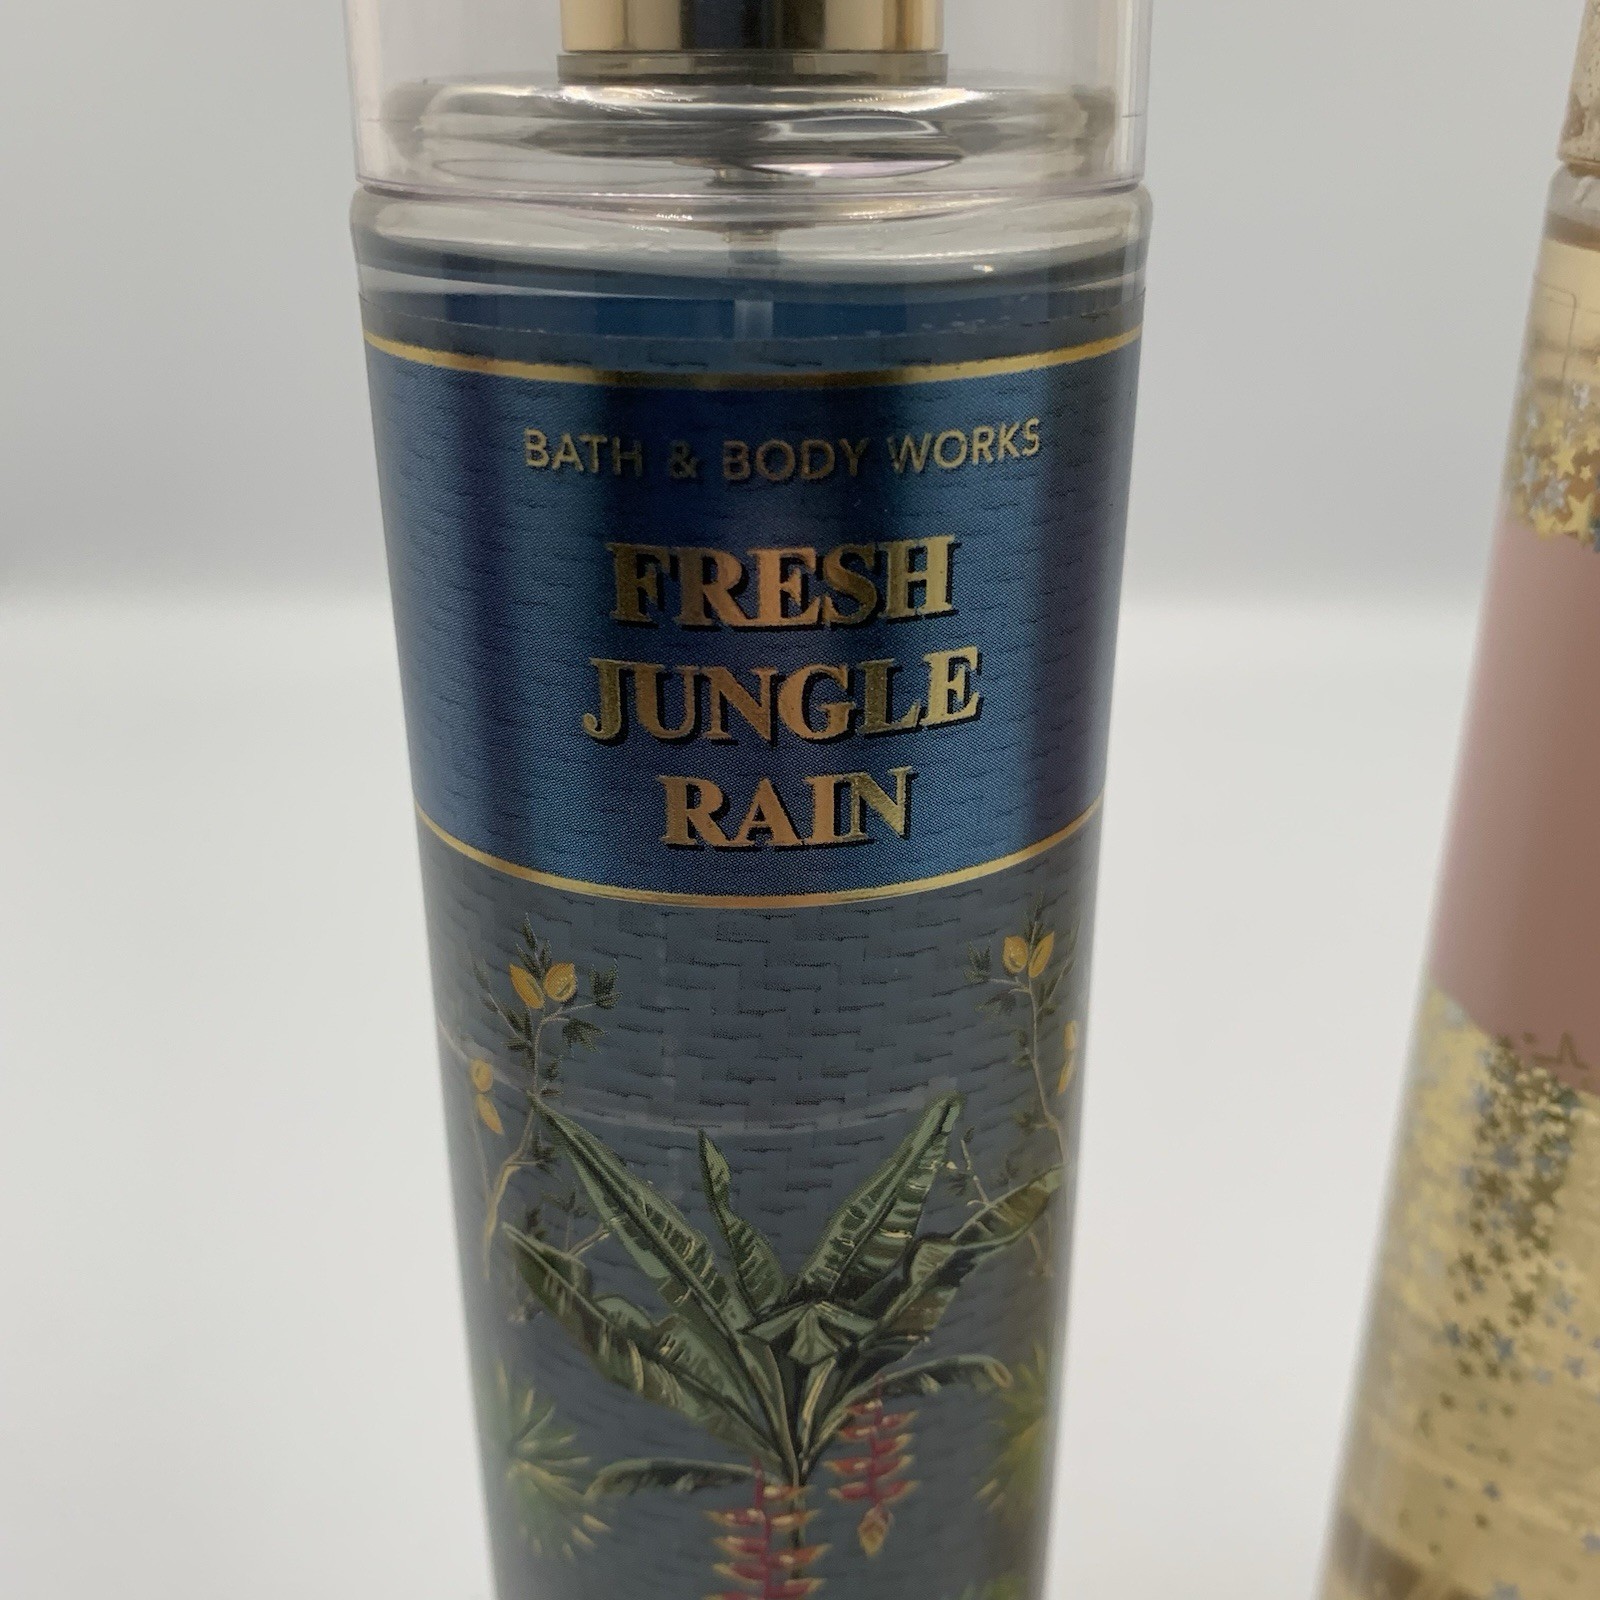 BATH & BODY WORKS
FRESH
JUNGLE
RAIN